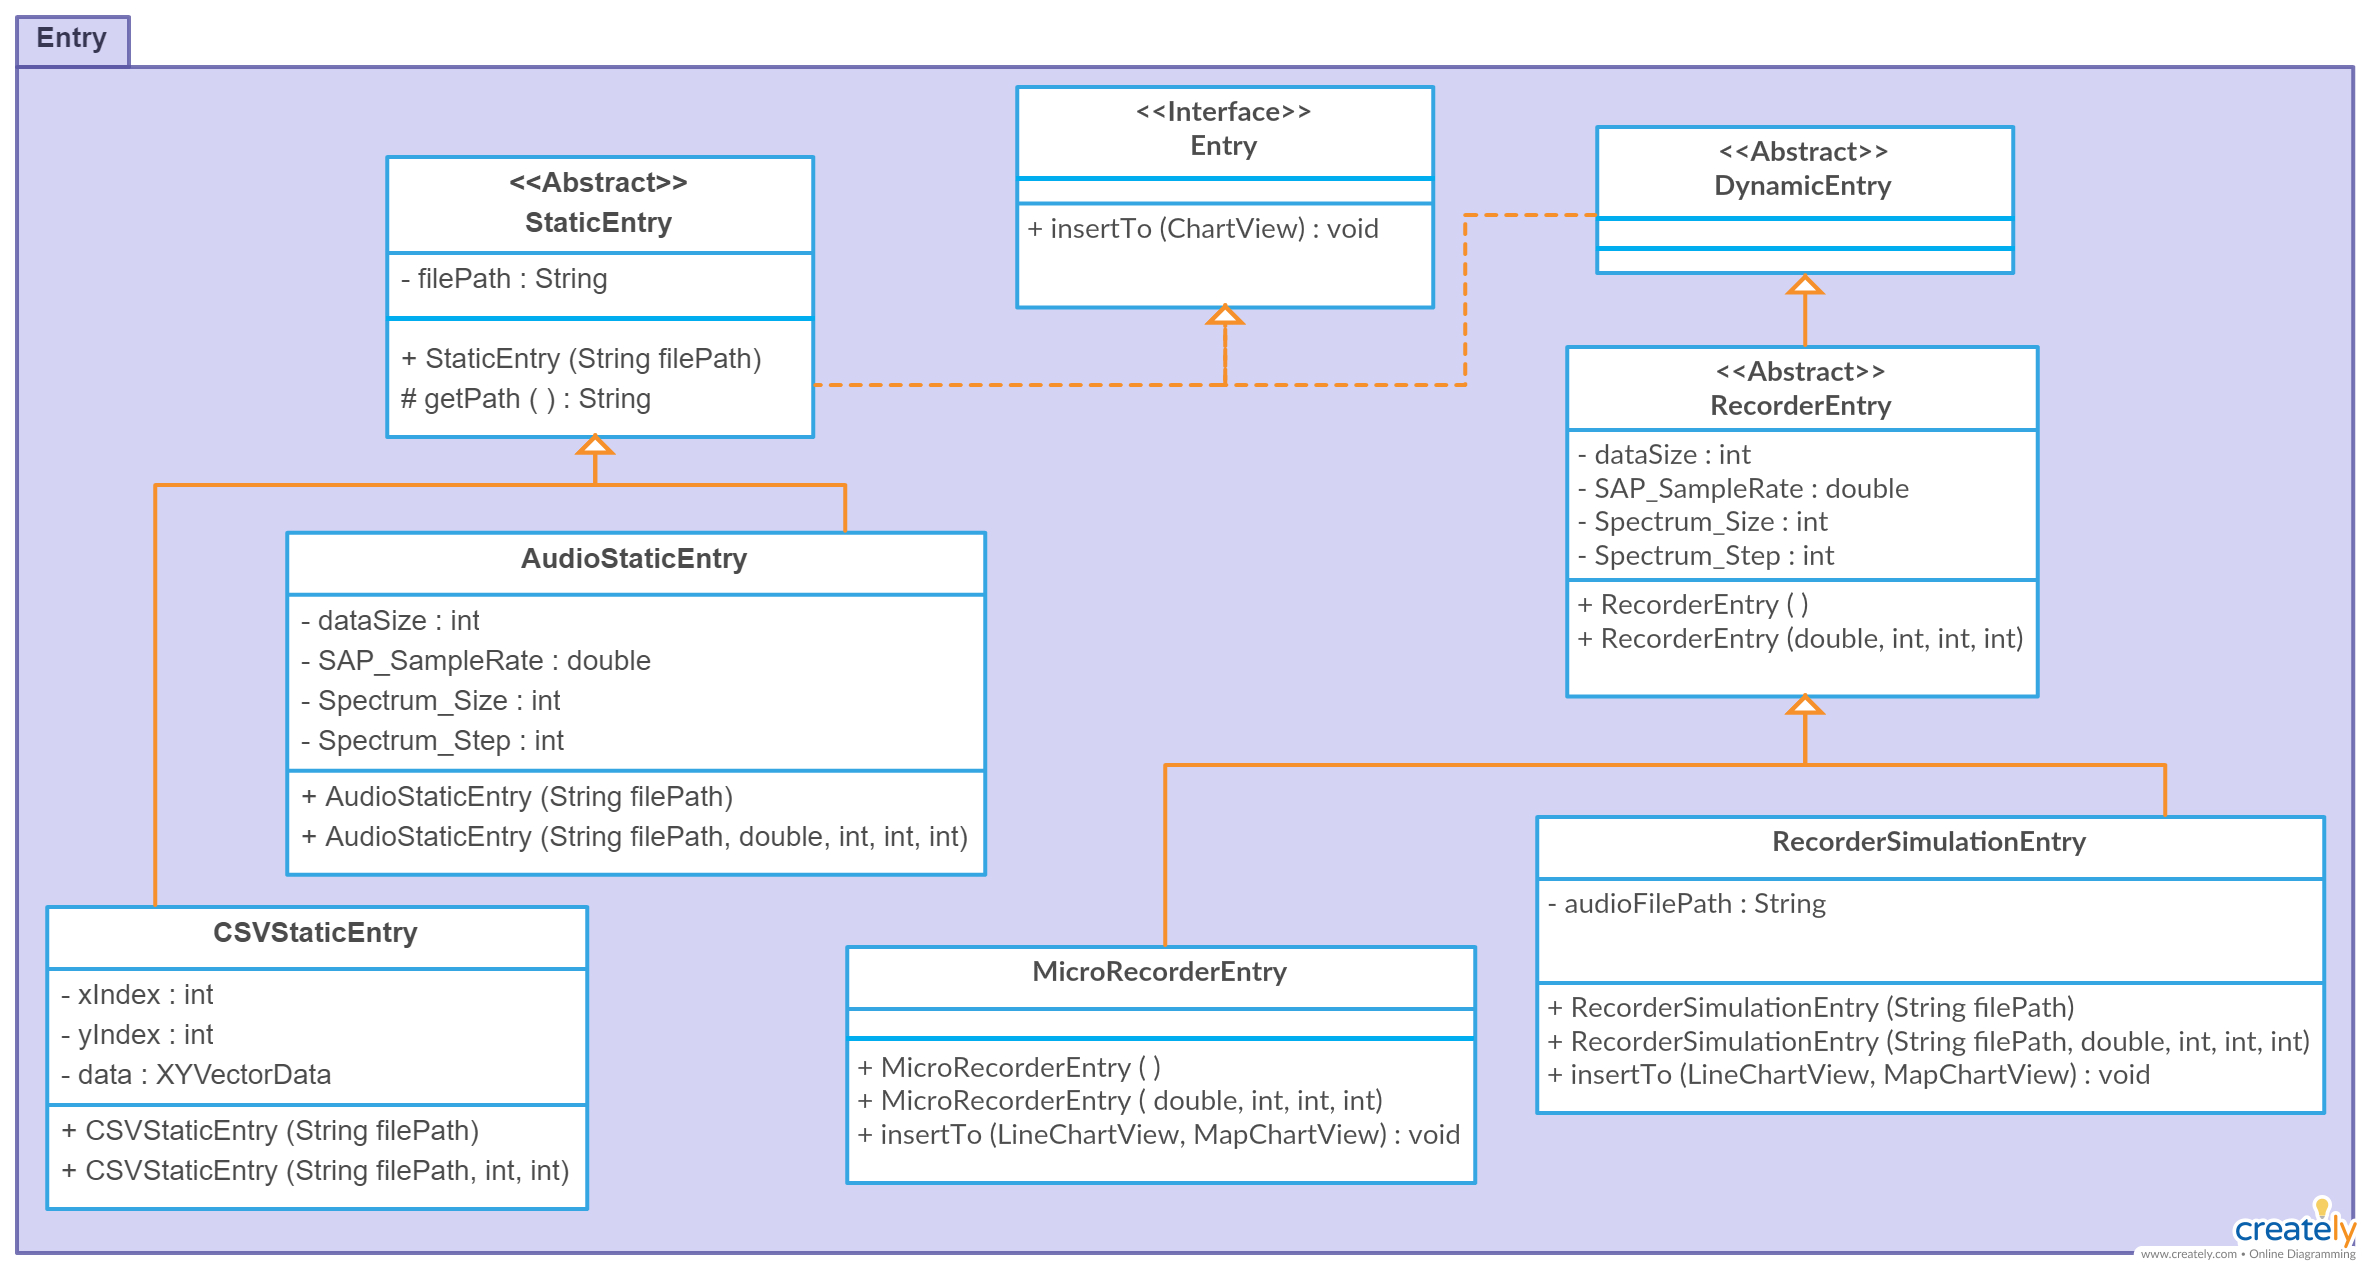 Entry
<<Interface>>
Entry
+ insertTo (ChartView) : void
<<Abstract>>
DynamicEntry
<<Abstract>>
StaticEntry
- filePath : String
+ StaticEntry (String filePath)
# getPath ( ) : String
<<Abstract>>
RecorderEntry
- dataSize : int
- SAP_SampleRate : double
- Spectrum_Size : int
- Spectrum_Step : int
+ RecorderEntry ( )
+ RecorderEntry (double, int, int, int)
AudioStaticEntry
- dataSize : int
- SAP_SampleRate : double
- Spectrum_Size : int
- Spectrum_Step : int
+ AudioStaticEntry (String filePath)
+ AudioStaticEntry (String filePath, double, int, int, int)
RecorderSimulationEntry
- audioFilePath : String
+ RecorderSimulationEntry (String filePath)
+ RecorderSimulationEntry (String filePath, double, int, int, int)
+ insertTo (LineChartView, MapChartView) : void
CSVStaticEntry
- xIndex : int
- yIndex : int
- data : XYVectorData
+ CSVStaticEntry (String filePath)
+ CSVStaticEntry (String filePath, int, int)
MicroRecorderEntry
+ MicroRecorderEntry ( )
+ MicroRecorderEntry ( double, int, int, int)
+ insertTo (LineChartView, MapChartView) : void
creately
www.creately.com • Online Diagramming